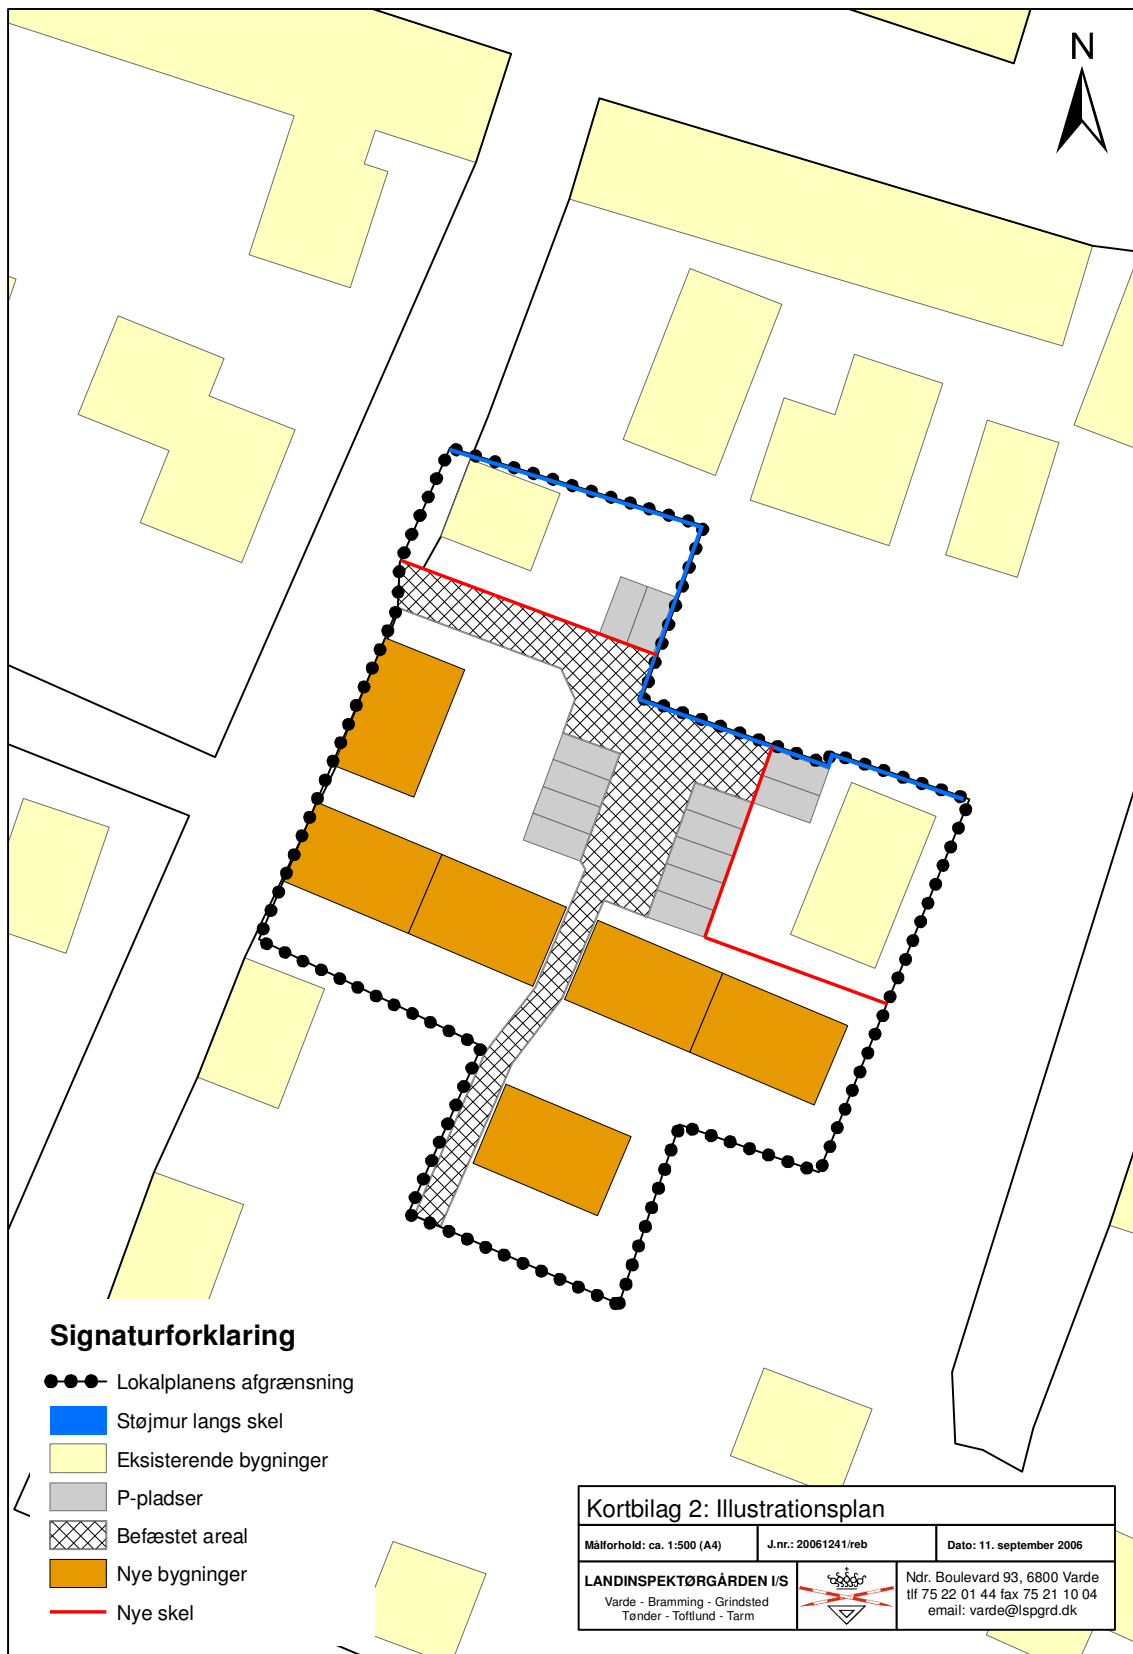 N
Signaturforklaring
Lokalplanens afgrænsning
Støjmur langs skel
Eksisterende bygninger
P-pladser
Befæstet areal
Nye bygninger
Nye skel
Kortbilag 2: Illustrationsplan
Målforhold: ca. 1:500 (A4)
J.nr.: 20061241/reb
Dato: 11. september 2006
LANDINSPEKTØRGÅRDEN I/S
Varde - Bramming - Grindsted
Tønder - Toftlund - Tarm
Ndr. Boulevard 93, 6800 Varde
tlf 75 22 01 44 fax 75 21 10 04
email: varde@lspgrd.dk